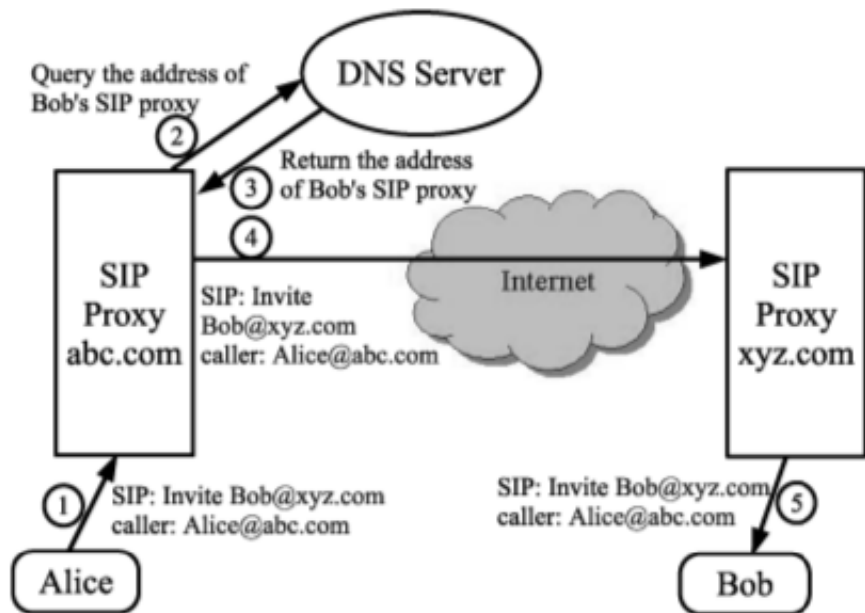 DNS Server
Query the address of
Bob's SIP proxy
2
3
Return the address
of Bob's SIP proxy
4
SIP
Proxy
abc.com
SIP: Invite
Bob@xyz.com
caller: Alice@abc.com
Internet
SIP
Proxy
xyz.com
1
SIP: Invite Bob@xyz.com
caller: Alice@abc.com
SIP: Invite Bob@xyz.com
caller: Alice@abc.com
5
Alice
Bob